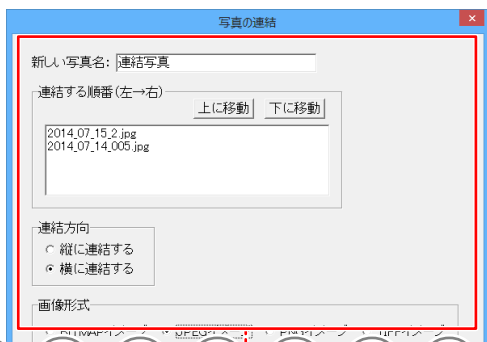 写真の連結
新しい写真名: 連結写真
連結する順番(左→右)
上に移動 下に移動
2014_07_15_2.jpg
2014_07_14_005.jpg
連結方向
縦に連結する
横に連結する
画像形式